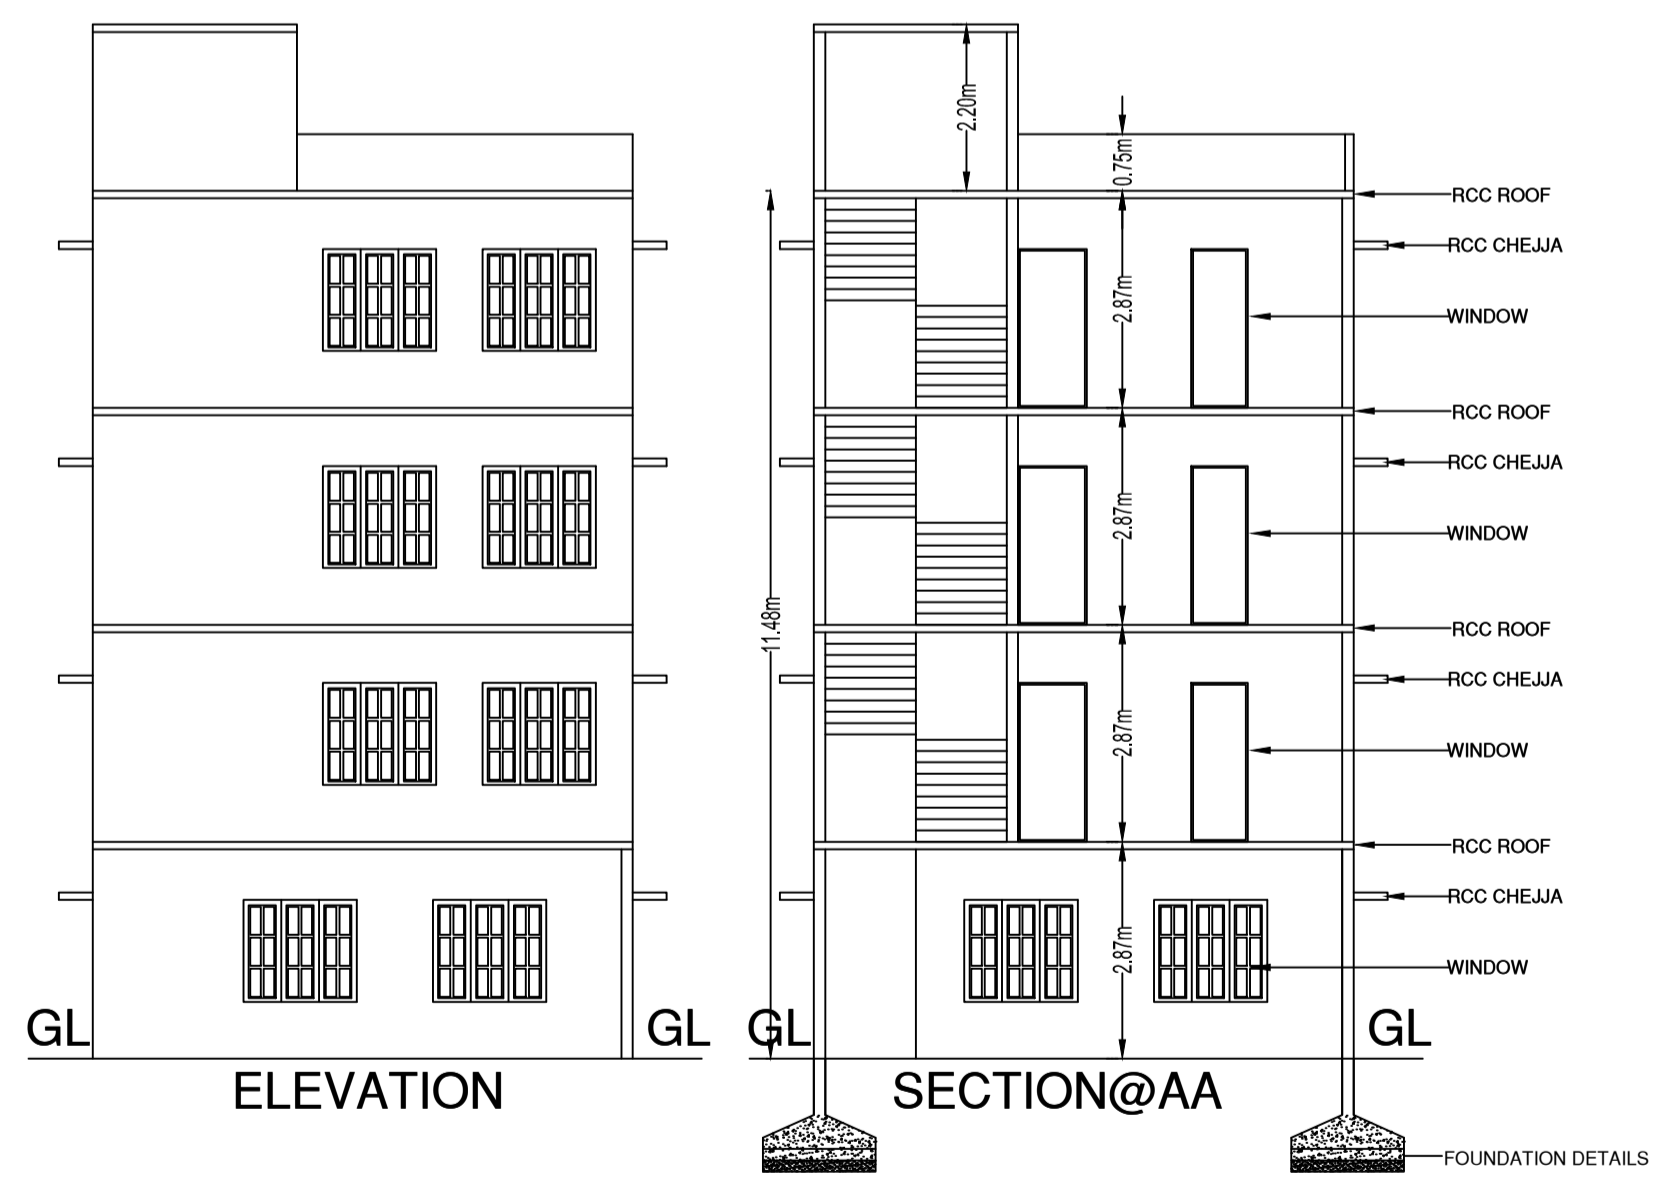 2.20m
0.75m
RCC ROOF
RCC CHEJJA
2.87m
WINDOW
RCC ROOF
RCC CHEJJA
2.87m
WINDOW
11.48m
RCC ROOF
RCC CHEJJA
2.87m
WINDOW
RCC ROOF
RCC CHEJJA
2.87m
WINDOW
GL GL GL GL
ELEVATION SECTION@AA
FOUNDATION DETAILS